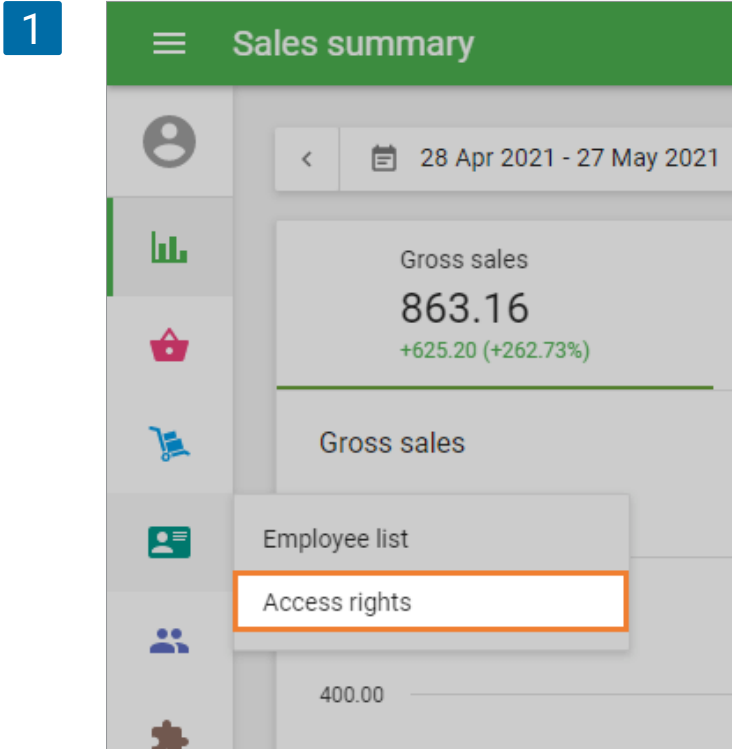 1
Sales summary
28 Apr 2021 - 27 May 2021
Gross sales
863.16
+625.20 (+262.73%)
Gross sales
Employee list
Access rights
400.00